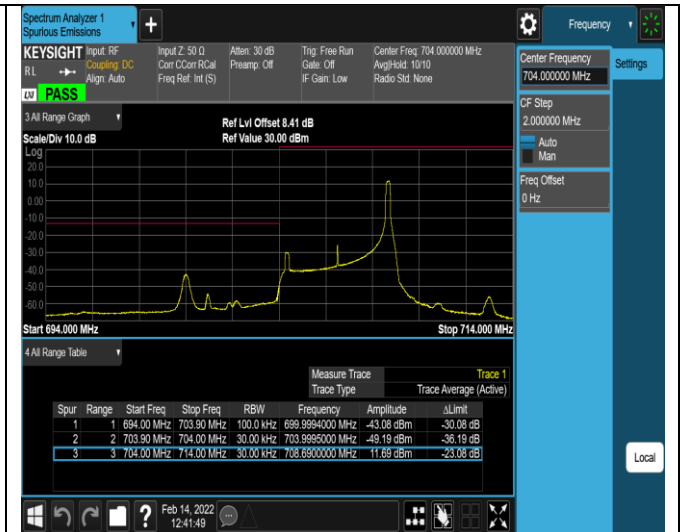 Spectrum Analyzer 1
Spurious Emissions
Frequency
KEYSIGHT
RL
LXI PASS
Input: RF
Coupling: DC
Align: Auto
Input Z: 50 Ω
Corr CCorr RCal
Freq Ref: Int (S)
Atten: 30 dB
Preamp: Off
Trig: Free Run
Gate: Off
IF Gain: Low
Center Freq: 704.000000 MHz
Avg|Hold: 10/10
Radio Std: None
Center Frequency
704.000000 MHz
Settings
CF Step
2.000000 MHz
Auto
Man
Freq Offset
0 Hz
3 All Range Graph
Scale/Div 10.0 dB
Ref Lvl Offset 8.41 dB
Ref Value 30.00 dBm
Log
20.0
10.0
0.00
-10.0
-20.0
-30.0
-40.0
-50.0
-60.0
Start 694.000 MHz
Stop 714.000 MHz
4 All Range Table
Measure Trace Trace 1
Trace Type Trace Average (Active)
Spur Range Start Freq Stop Freq RBW Frequency Amplitude ΔLimit
1 1 694.00 MHz 703.90 MHz 100.0 kHz 699.9994000 MHz -43.08 dBm -30.08 dB
2 2 703.90 MHz 704.00 MHz 30.00 kHz 703.9995000 MHz -49.19 dBm -36.19 dB
3 3 704.00 MHz 714.00 MHz 30.00 kHz 708.6900000 MHz 11.69 dBm -23.08 dB
Local
Feb 14, 2022
12:41:49